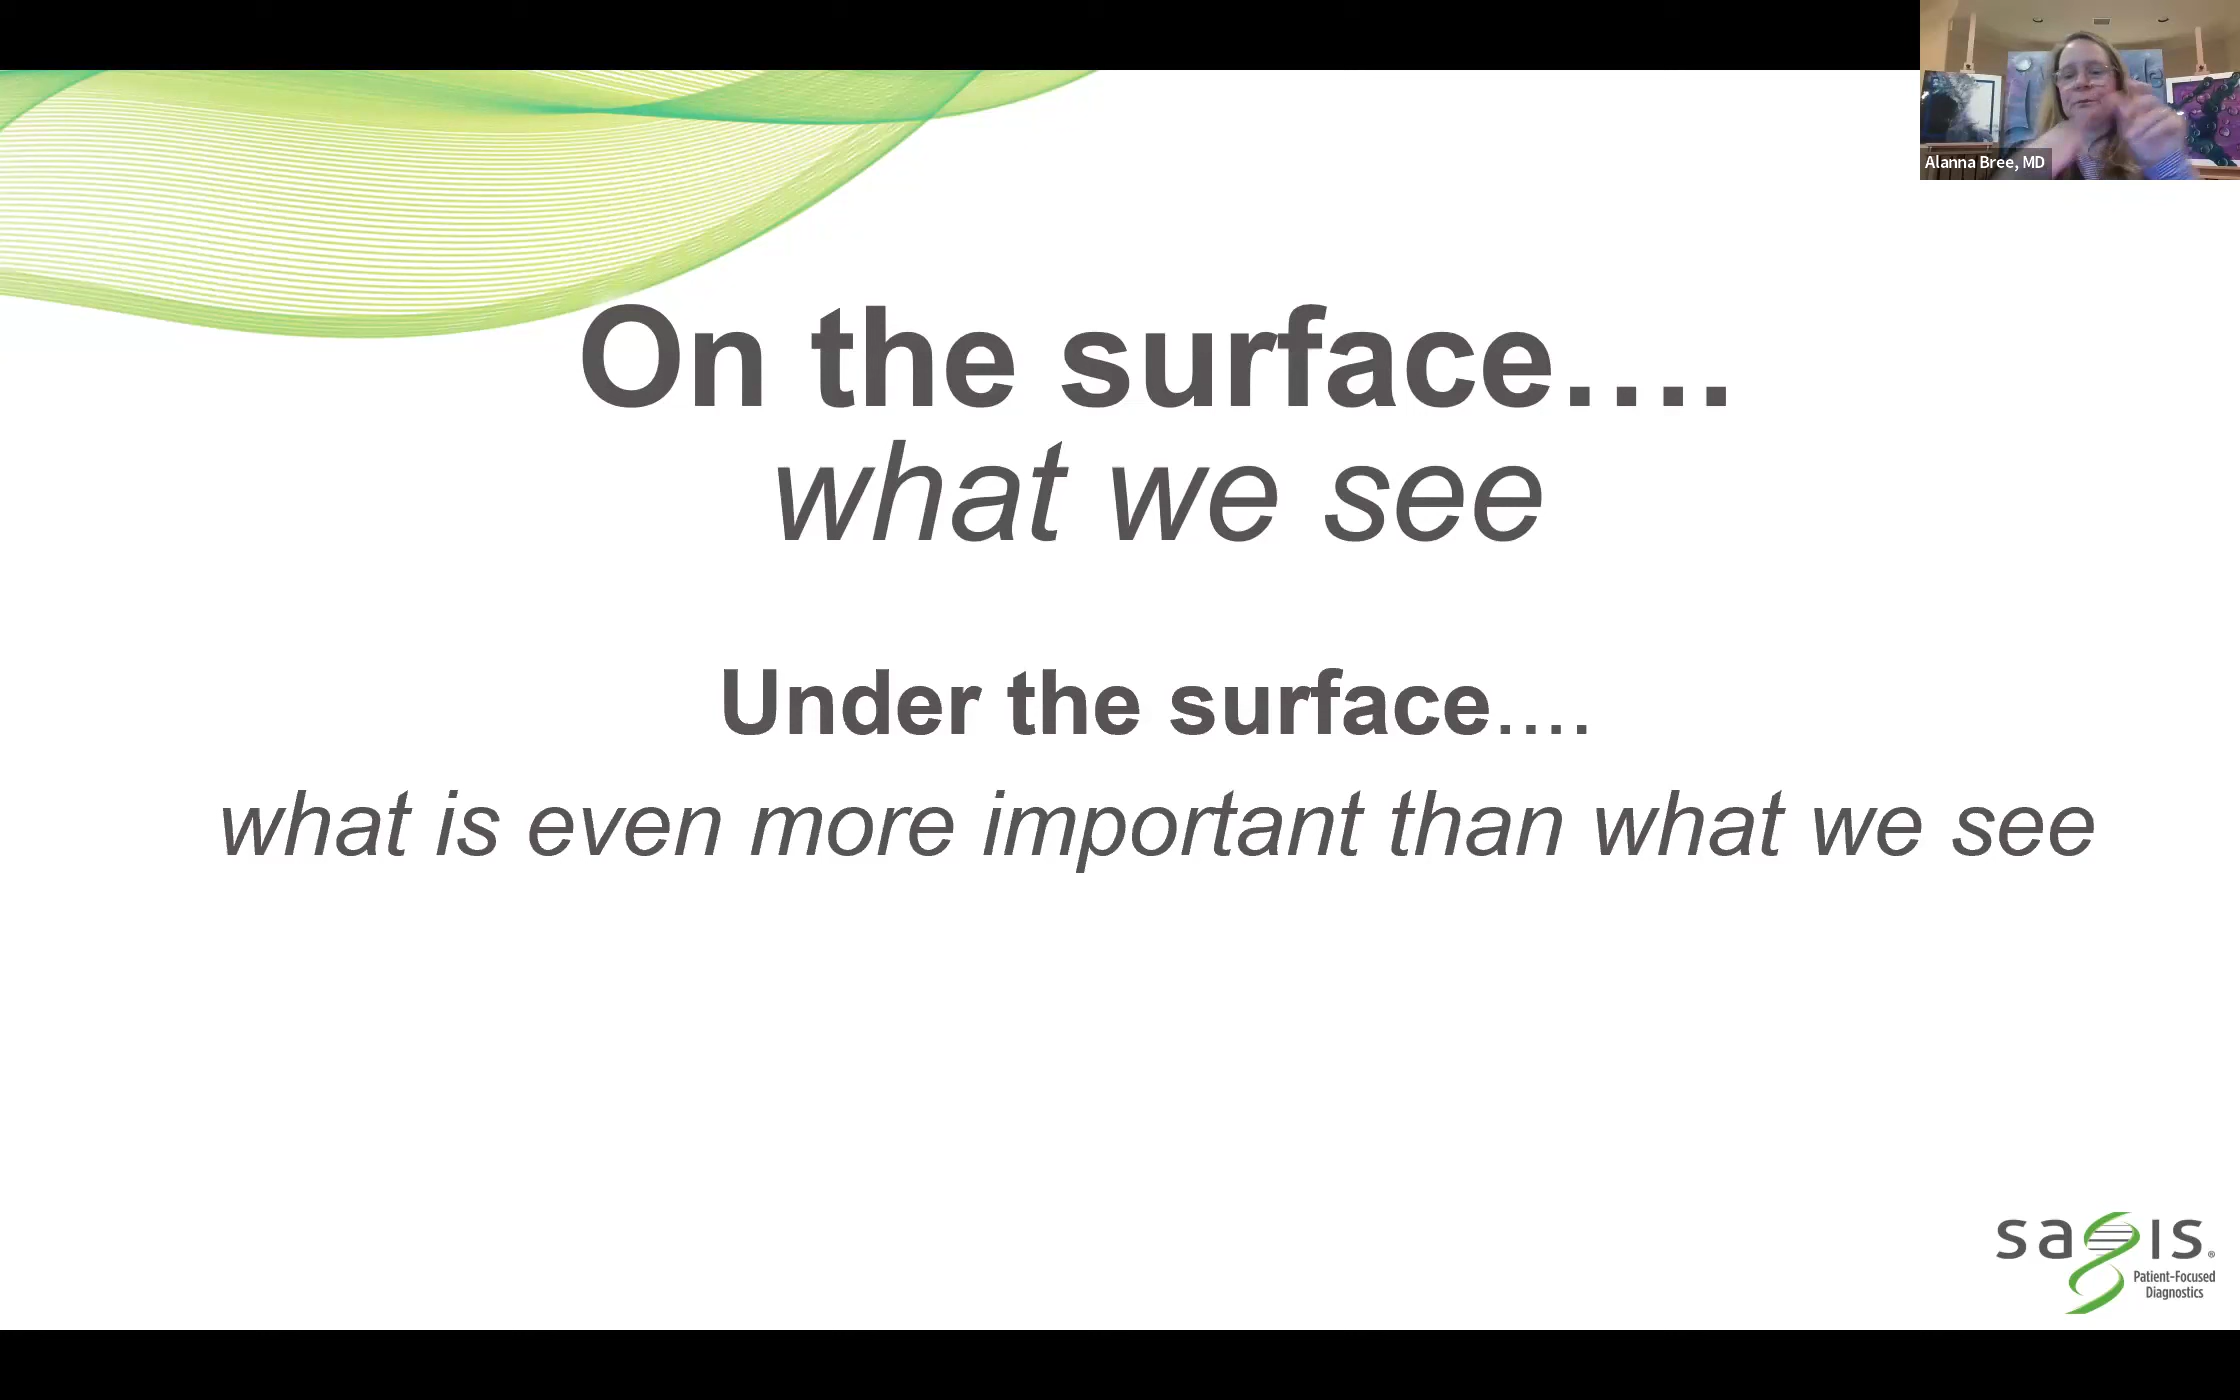 Alanna Bree, MD
On the surface....
what we see
Under the surface....
what is even more important than what we see
sagis®
Patient-Focused
Diagnostics